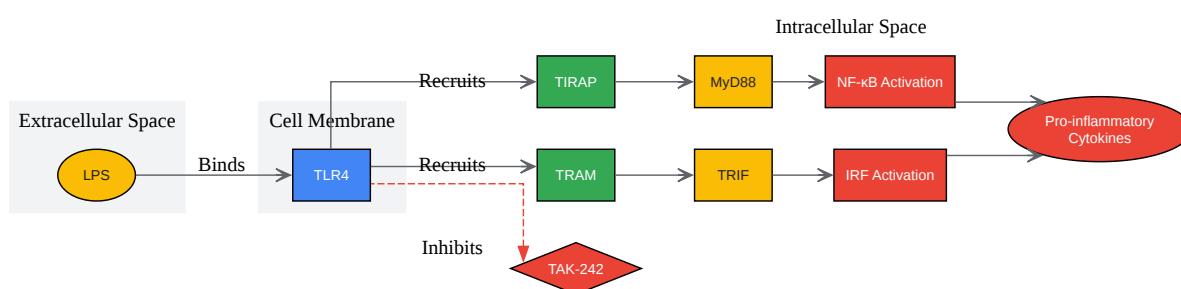 Intracellular Space
Recruits
TIRAP
MyD88
NF-κB Activation
Extracellular Space
Cell Membrane
Pro-inflammatory
Cytokines
LPS
Binds
TLR4
Recruits
TRAM
TRIF
IRF Activation
Inhibits
TAK-242